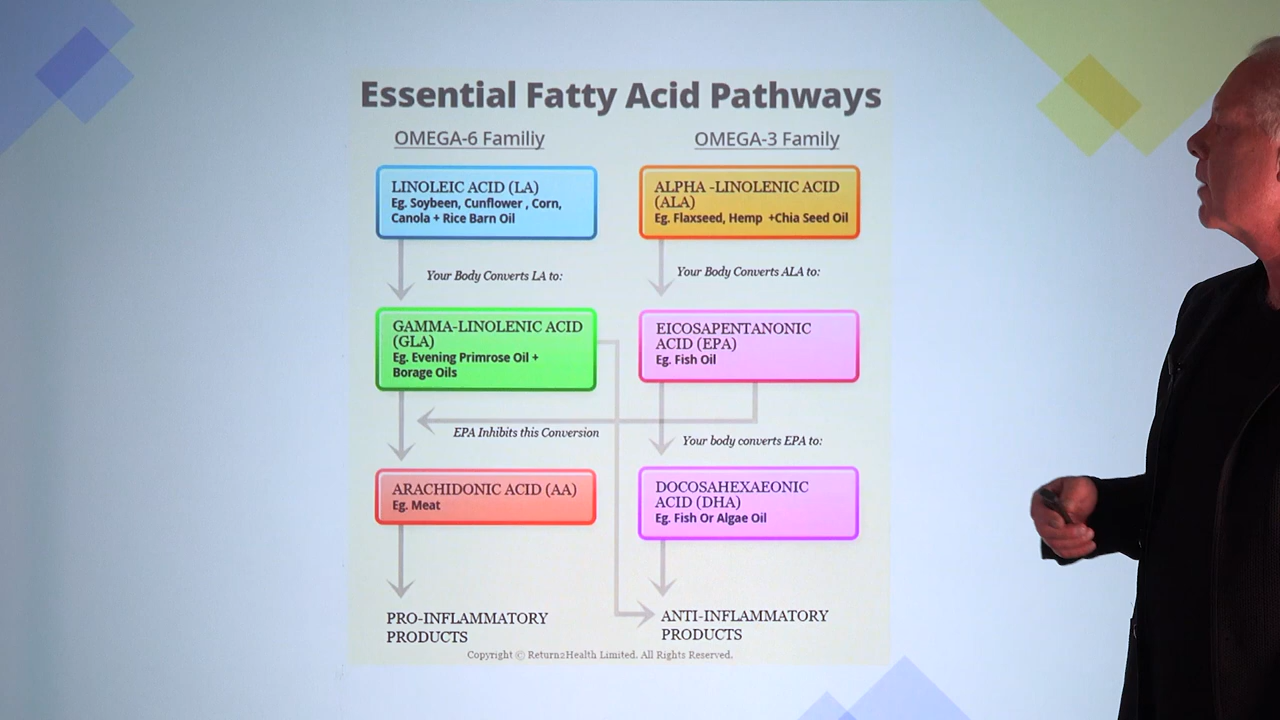 Essential Fatty Acid Pathways
OMEGA-6 Familiy
OMEGA-3 Family
LINOLEIC ACID (LA)
Eg. Soybeen, Cunflower , Corn,
Canola + Rice Barn Oil
ALPHA -LINOLENIC ACID
(ALA)
Eg. Flaxseed, Hemp +Chia Seed Oil
Your Body Converts LA to:
Your Body Converts ALA to:
GAMMA-LINOLENIC ACID
(GLA)
Eg. Evening Primrose Oil +
Borage Oils
EICOSAPENTANONIC
ACID (EPA)
Eg. Fish Oil
EPA Inhibits this Conversion
Your body converts EPA to:
ARACHIDONIC ACID (AA)
Eg. Meat
DOCOSAHEXAEONIC
ACID (DHA)
Eg. Fish Or Algae Oil
PRO-INFLAMMATORY
PRODUCTS
ANTI-INFLAMMATORY
PRODUCTS
Copyright © Return2Health Limited. All Rights Reserved.